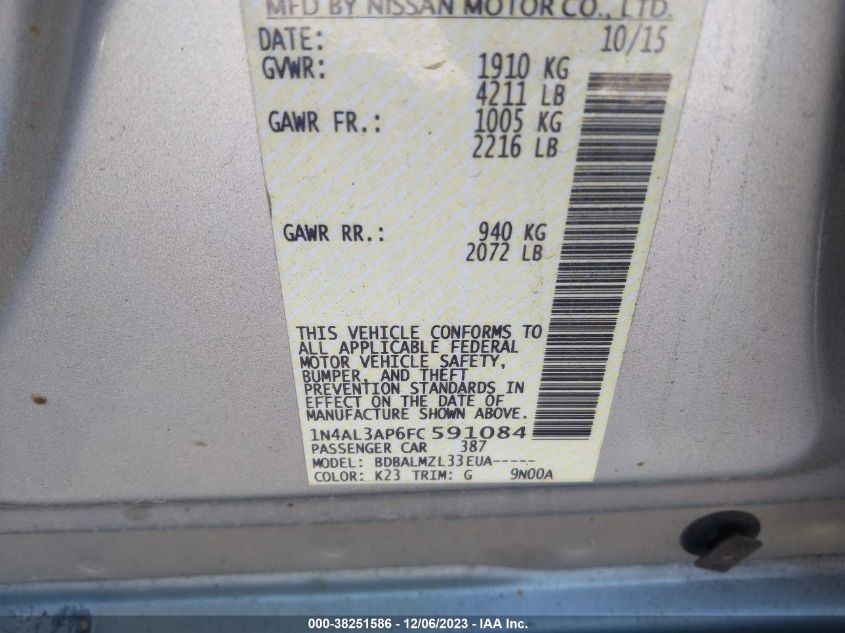 MFD BY NISSAN MOTOR CO., LTD.
DATE: 10/15
GVWR: 1910 KG
4211 LB
GAWR FR.: 1005 KG
2216 LB
GAWR RR.: 940 KG
2072 LB
THIS VEHICLE CONFORMS TO
ALL APPLICABLE FEDERAL
MOTOR VEHICLE SAFETY,
BUMPER, AND THEFT
PREVENTION STANDARDS IN
EFFECT ON THE DATE OF
MANUFACTURE SHOWN ABOVE.
1N4AL3AP6FC591084
PASSENGER CAR 387
MODEL: BDBALMZL33EUA-----
COLOR: K23 TRIM: G 9N00A
000-38251586 - 12/06/2023 - IAA Inc.